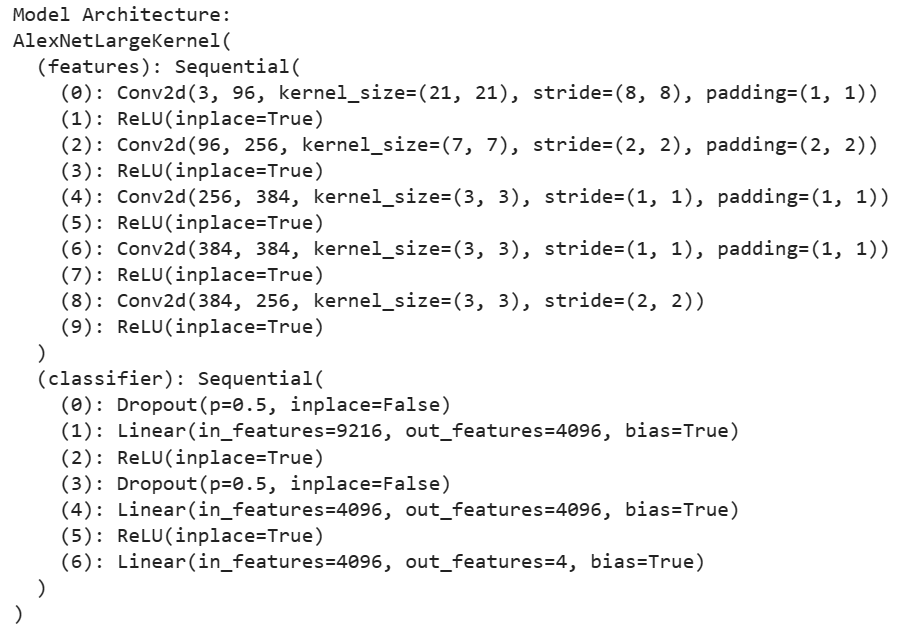 Model Architecture:
AlexNetLargeKernel(
  (features): Sequential(
    (0): Conv2d(3, 96, kernel_size=(21, 21), stride=(8, 8), padding=(1, 1))
    (1): ReLU(inplace=True)
    (2): Conv2d(96, 256, kernel_size=(7, 7), stride=(2, 2), padding=(2, 2))
    (3): ReLU(inplace=True)
    (4): Conv2d(256, 384, kernel_size=(3, 3), stride=(1, 1), padding=(1, 1))
    (5): ReLU(inplace=True)
    (6): Conv2d(384, 384, kernel_size=(3, 3), stride=(1, 1), padding=(1, 1))
    (7): ReLU(inplace=True)
    (8): Conv2d(384, 256, kernel_size=(3, 3), stride=(2, 2))
    (9): ReLU(inplace=True)
  )
  (classifier): Sequential(
    (0): Dropout(p=0.5, inplace=False)
    (1): Linear(in_features=9216, out_features=4096, bias=True)
    (2): ReLU(inplace=True)
    (3): Dropout(p=0.5, inplace=False)
    (4): Linear(in_features=4096, out_features=4096, bias=True)
    (5): ReLU(inplace=True)
    (6): Linear(in_features=4096, out_features=4, bias=True)
  )
)